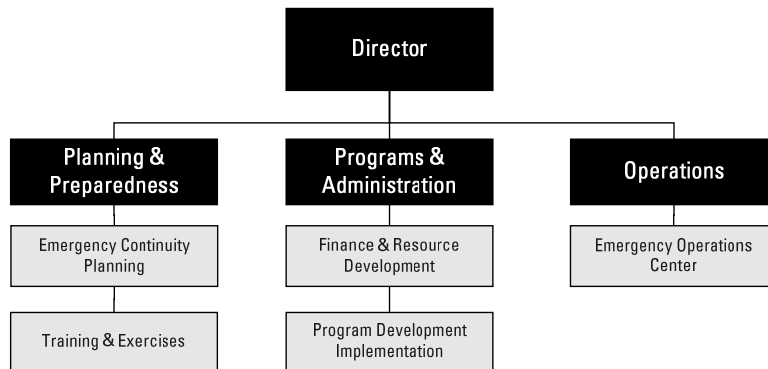 Director
Planning &
Preparedness
Programs &
Administration
Operations
Emergency Continuity
Planning
Finance & Resource
Development
Emergency Operations
Center
Training & Exercises
Program Development
Implementation